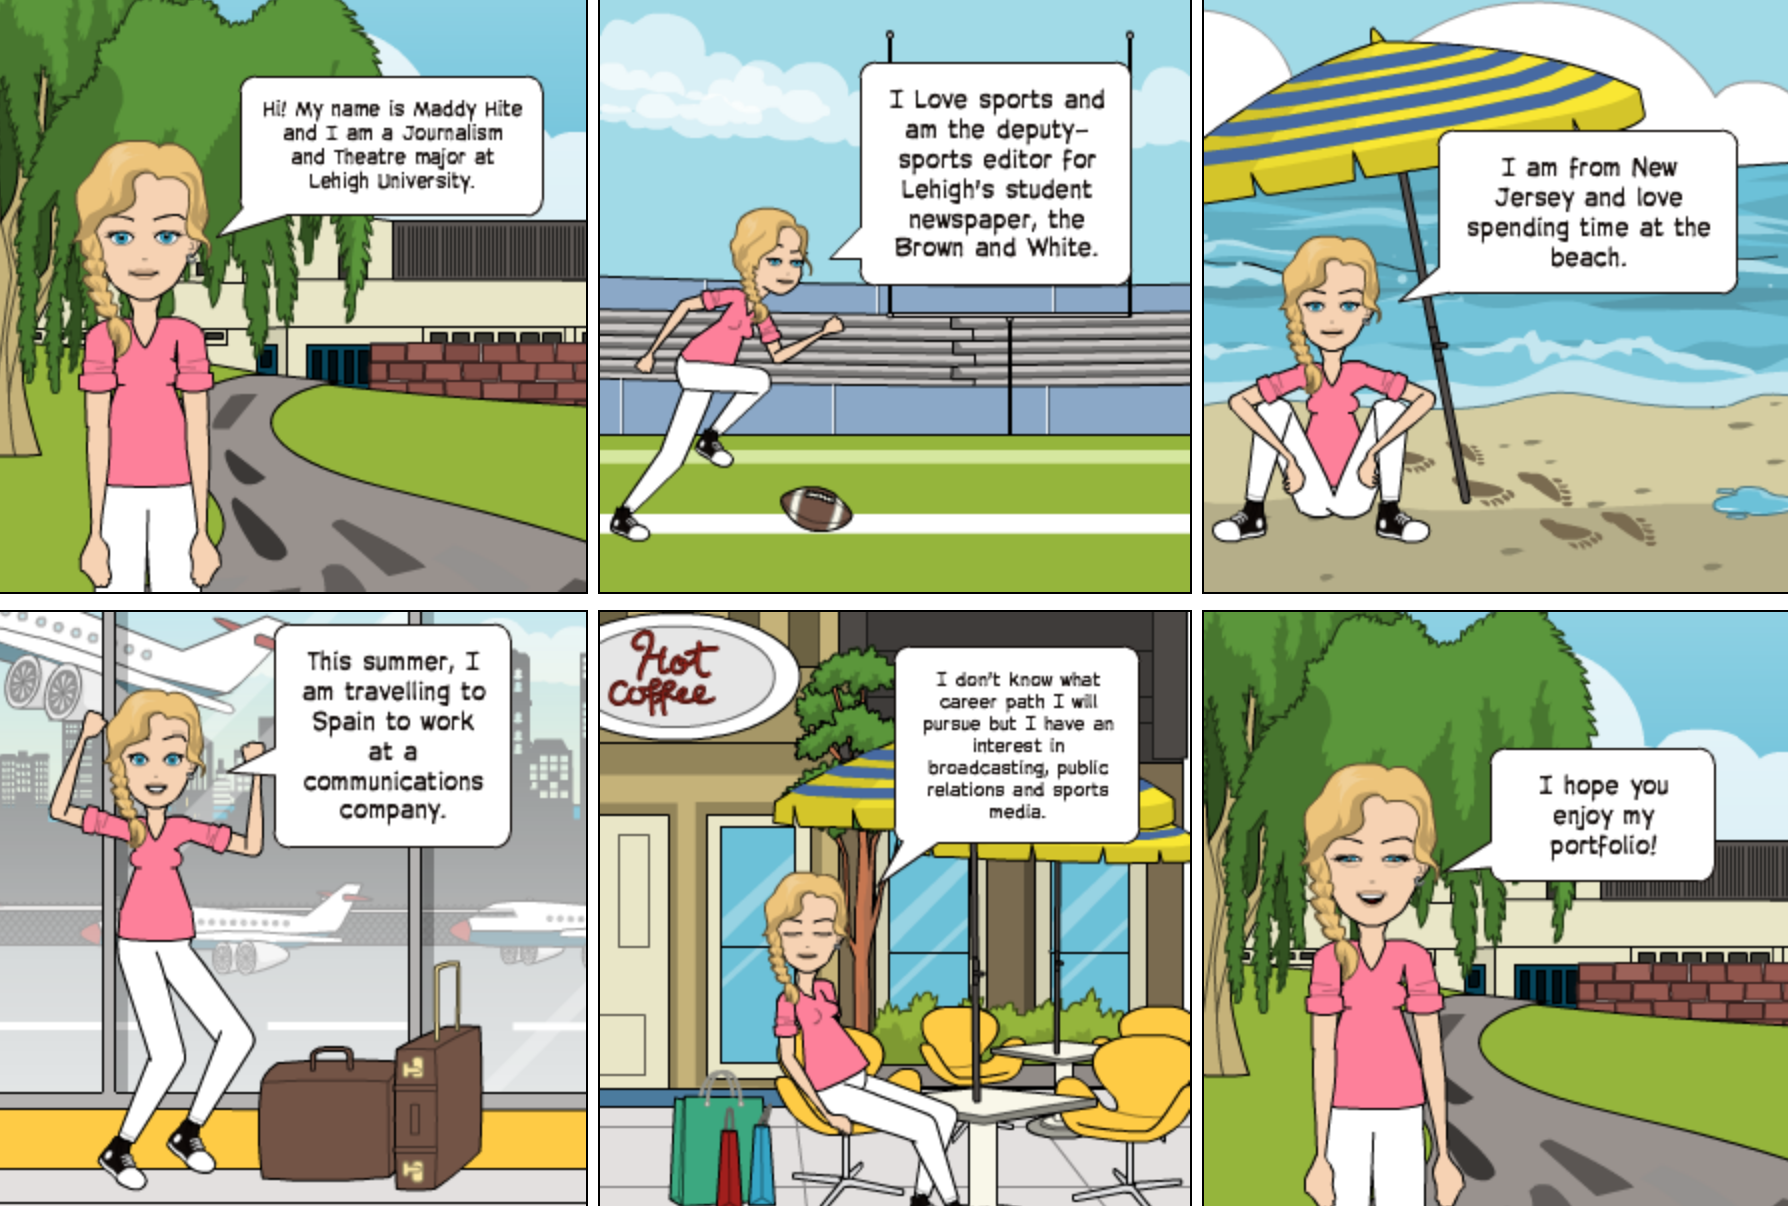 Hi! My name is Maddy Hite
and I am a Journalism
and Theatre major at
Lehigh University.
I Love sports and
am the deputy-
sports editor for
Lehigh's student
newspaper, the
Brown and White.
I am from New
Jersey and love
spending time at the
beach.
This summer, I
am travelling to
Spain to work
at a
communications
company.
Hot
Coffee
I don't know what
career path I will
pursue but I have an
interest in
broadcasting, public
relations and sports
media.
I hope you
enjoy my
portfolio!